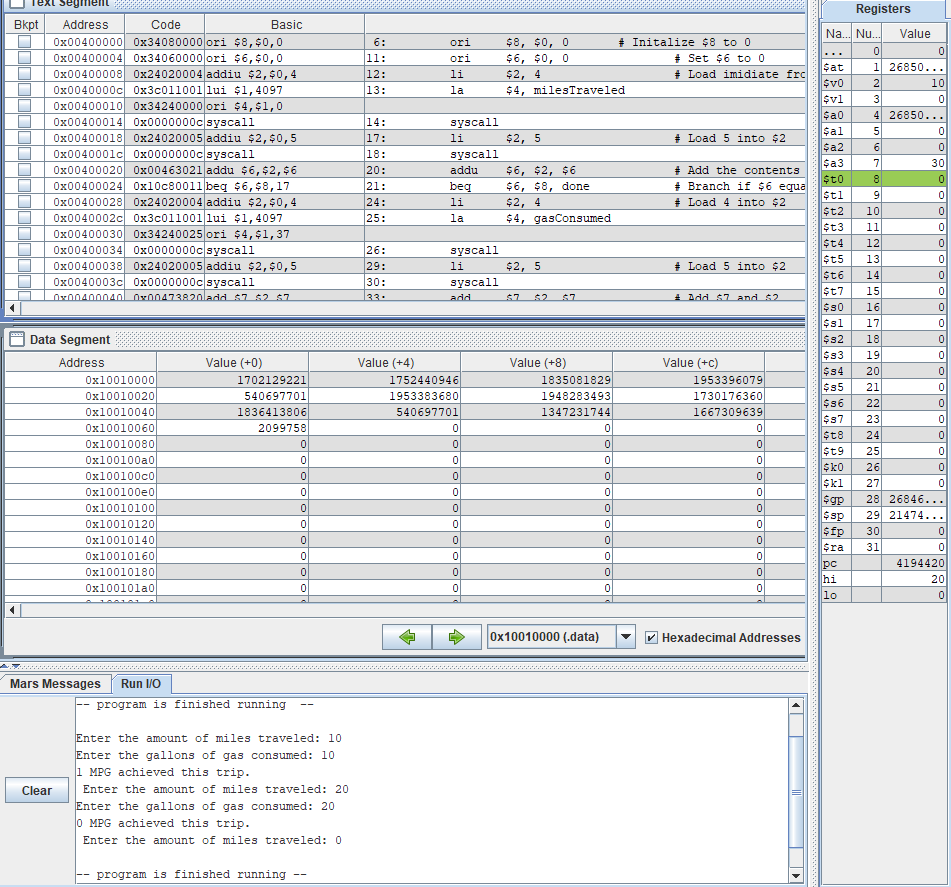 Text Segment
Bkpt Address Code Basic
0x00400000 0x34080000 ori $8,$0,0 6: ori $8, $0, 0 # Initalize $8 to 0
0x00400004 0x34060000 ori $6,$0,0 11: ori $6, $0, 0 # Set $6 to 0
0x00400008 0x24020004 addiu $2,$0,4 12: li $2, 4 # Load imidiate fro
0x0040000c 0x3c011001 lui $1,4097 13: la $4, milesTraveled
0x00400010 0x34240000 ori $4,$1,0
0x00400014 0x0000000c syscall 14: syscall
0x00400018 0x24020005 addiu $2,$0,5 17: li $2, 5 # Load 5 into $2
0x0040001c 0x0000000c syscall 18: syscall
0x00400020 0x00463021 addu $6,$2,$6 20: addu $6, $2, $6 # Add the contents
0x00400024 0x10c80011 beq $6,$8,17 21: beq $6, $8, done # Branch if $6 equa
0x00400028 0x24020004 addiu $2,$0,4 24: li $2, 4 # Load 4 into $2
0x0040002c 0x3c011001 lui $1,4097 25: la $4, gasConsumed
0x00400030 0x34240025 ori $4,$1,37
0x00400034 0x0000000c syscall 26: syscall
0x00400038 0x24020005 addiu $2,$0,5 29: li $2, 5 # Load 5 into $2
0x0040003c 0x0000000c syscall 30: syscall
0x00400040 0x00473820 add $7,$2,$7 33: add $7, $2, $7 # Add $7 and $2
Data Segment
Address Value (+0) Value (+4) Value (+8) Value (+c)
0x10010000 1702129221 1752440946 1835081829 1953396079
0x10010020 540697701 1953383680 1948283493 1730176360
0x10010040 1836413806 540697701 1347231744 1667309639
0x10010060 2099758 0 0 0
0x10010080 0 0 0 0
0x100100a0 0 0 0 0
0x100100c0 0 0 0 0
0x100100e0 0 0 0 0
0x10010100 0 0 0 0
0x10010120 0 0 0 0
0x10010140 0 0 0 0
0x10010160 0 0 0 0
0x10010180 0 0 0 0
0x100101a0 0 0 0 0
0x10010000 (.data) Hexadecimal Addresses
Mars Messages Run I/O
Clear
-- program is finished running --
Enter the amount of miles traveled: 10
Enter the gallons of gas consumed: 10
1 MPG achieved this trip.
Enter the amount of miles traveled: 20
Enter the gallons of gas consumed: 20
0 MPG achieved this trip.
Enter the amount of miles traveled: 0
-- program is finished running --
Registers
Na... Nu... Value
... 0 0
$at 1 26850...
$v0 2 10
$v1 3 0
$a0 4 26850...
$a1 5 0
$a2 6 0
$a3 7 30
$t0 8 0
$t1 9 0
$t2 10 0
$t3 11 0
$t4 12 0
$t5 13 0
$t6 14 0
$t7 15 0
$s0 16 0
$s1 17 0
$s2 18 0
$s3 19 0
$s4 20 0
$s5 21 0
$s6 22 0
$s7 23 0
$t8 24 0
$t9 25 0
$k0 26 0
$k1 27 0
$gp 28 26846...
$sp 29 21474...
$fp 30 0
$ra 31 0
pc 4194420
hi 20
lo 0